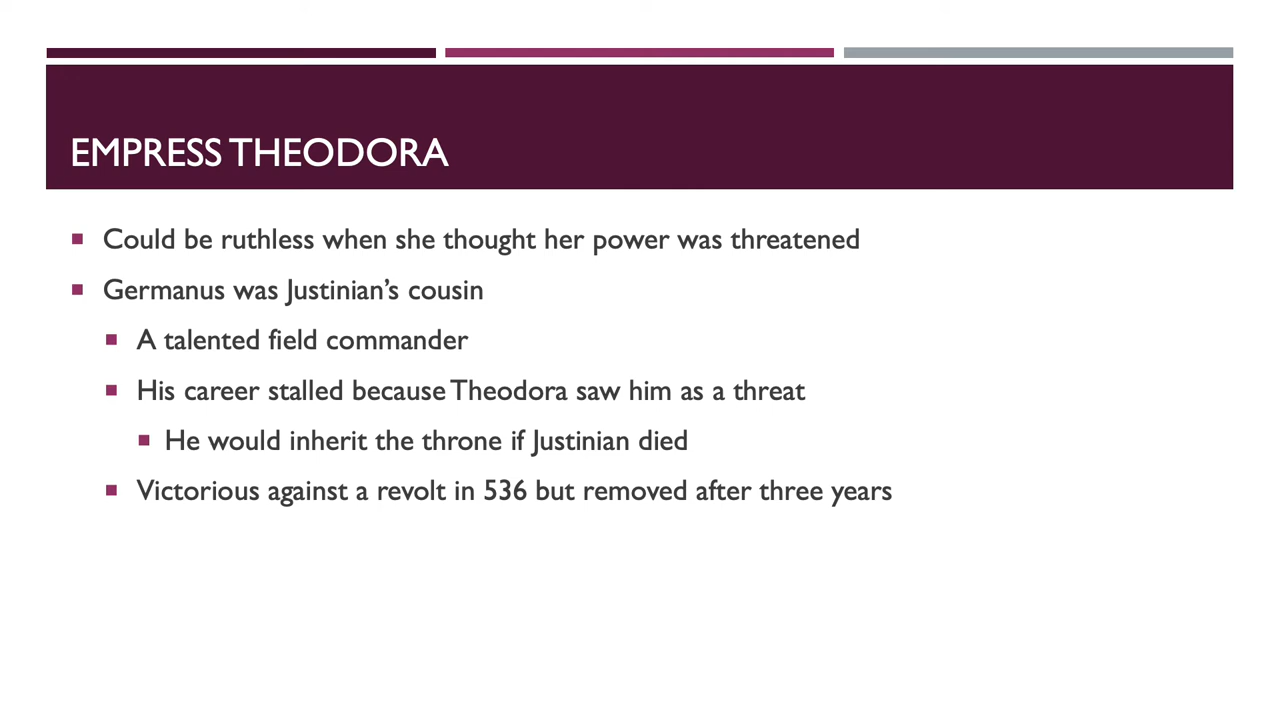 EMPRESS THEODORA
Could be ruthless when she thought her power was threatened
Germanus was Justinian’s cousin
A talented field commander
His career stalled because Theodora saw him as a threat
He would inherit the throne if Justinian died
Victorious against a revolt in 536 but removed after three years